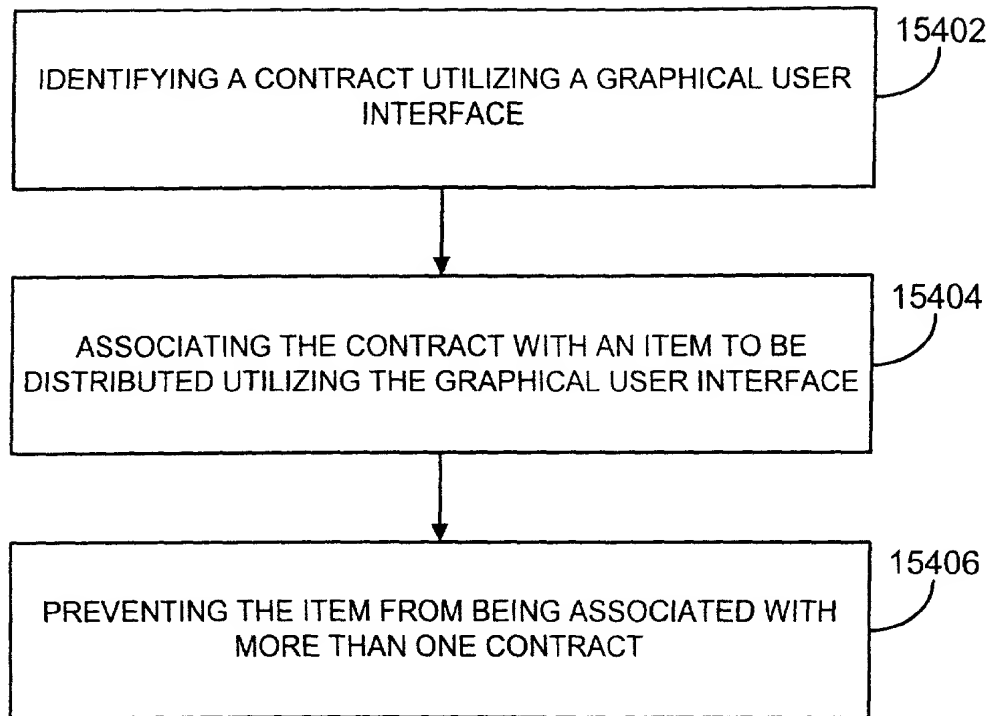 15402
IDENTIFYING A CONTRACT UTILIZING A GRAPHICAL USER
INTERFACE
15404
ASSOCIATING THE CONTRACT WITH AN ITEM TO BE
DISTRIBUTED UTILIZING THE GRAPHICAL USER INTERFACE
15406
PREVENTING THE ITEM FROM BEING ASSOCIATED WITH
MORE THAN ONE CONTRACT